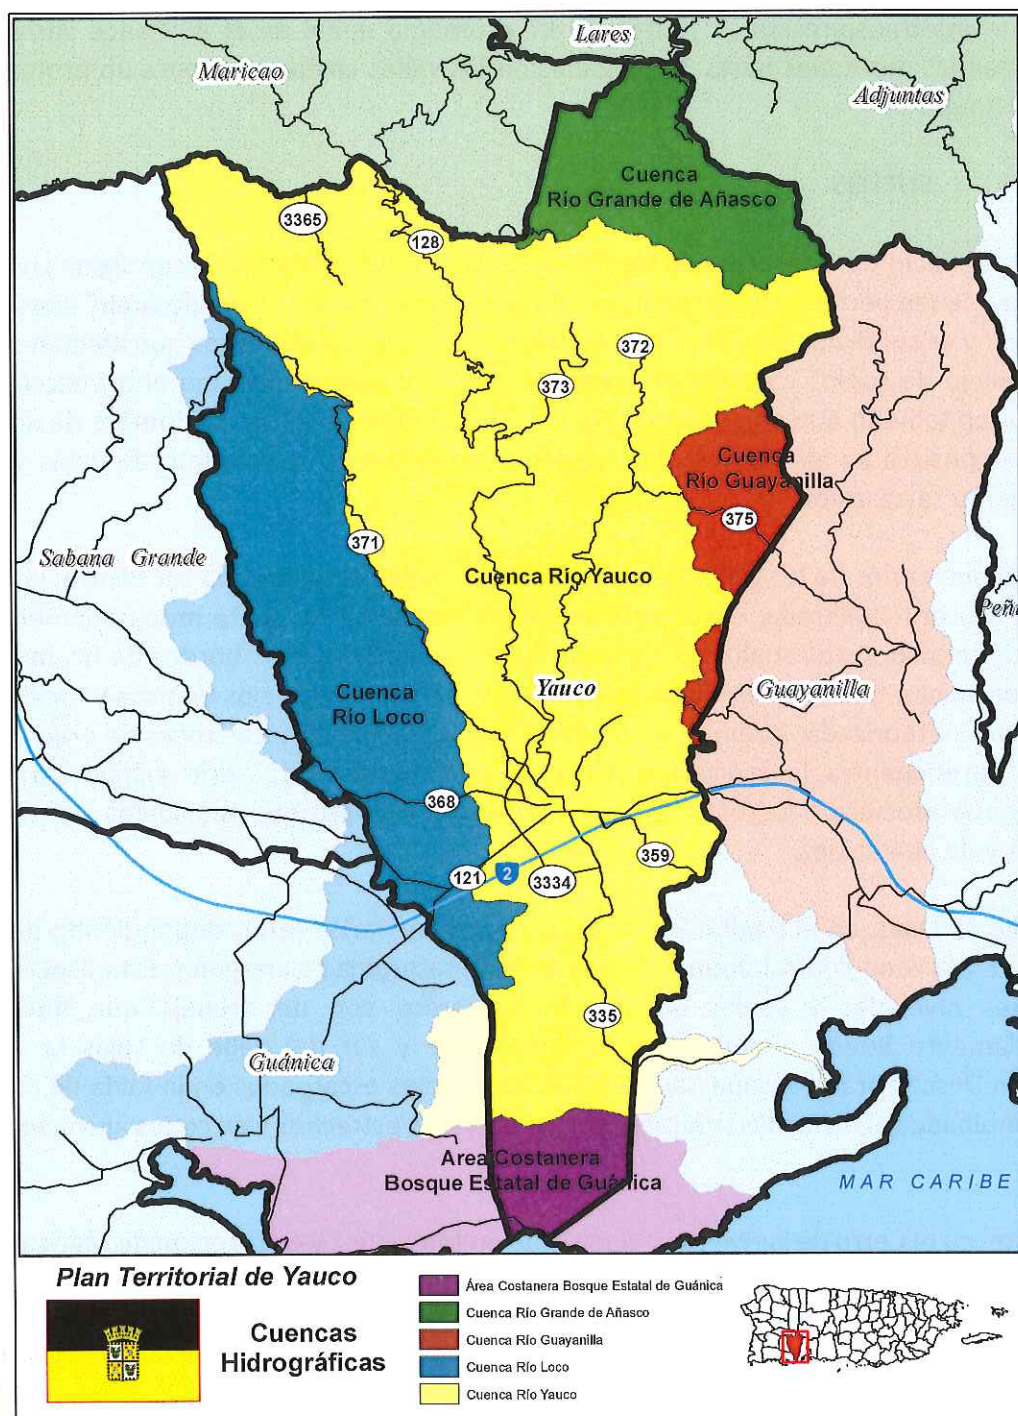 Lares
Maricao
Adjuntas
Cuenca
Río Grande de Añasco
3365
128
372
373
Cuenca
Río Guayanilla
375
371
Sabana Grande
Cuenca Río Yauco
Peñ
Yauco
Guayanilla
Cuenca
Río Loco
368
359
121
2
3334
335
Guánica
Area Costanera
Bosque Estatal de Guánica
MAR CARIBE
Plan Territorial de Yauco
Cuencas
Hidrográficas
Área Costanera Bosque Estatal de Guánica
Cuenca Río Grande de Añasco
Cuenca Río Guayanilla
Cuenca Río Loco
Cuenca Río Yauco